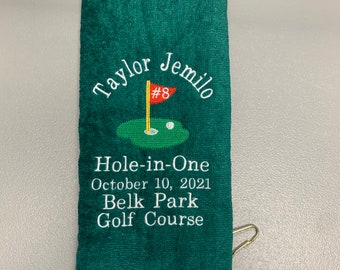 Taylor Jemilo
#8
Hole-in-One
October 10, 2021
Belk Park
Golf Course